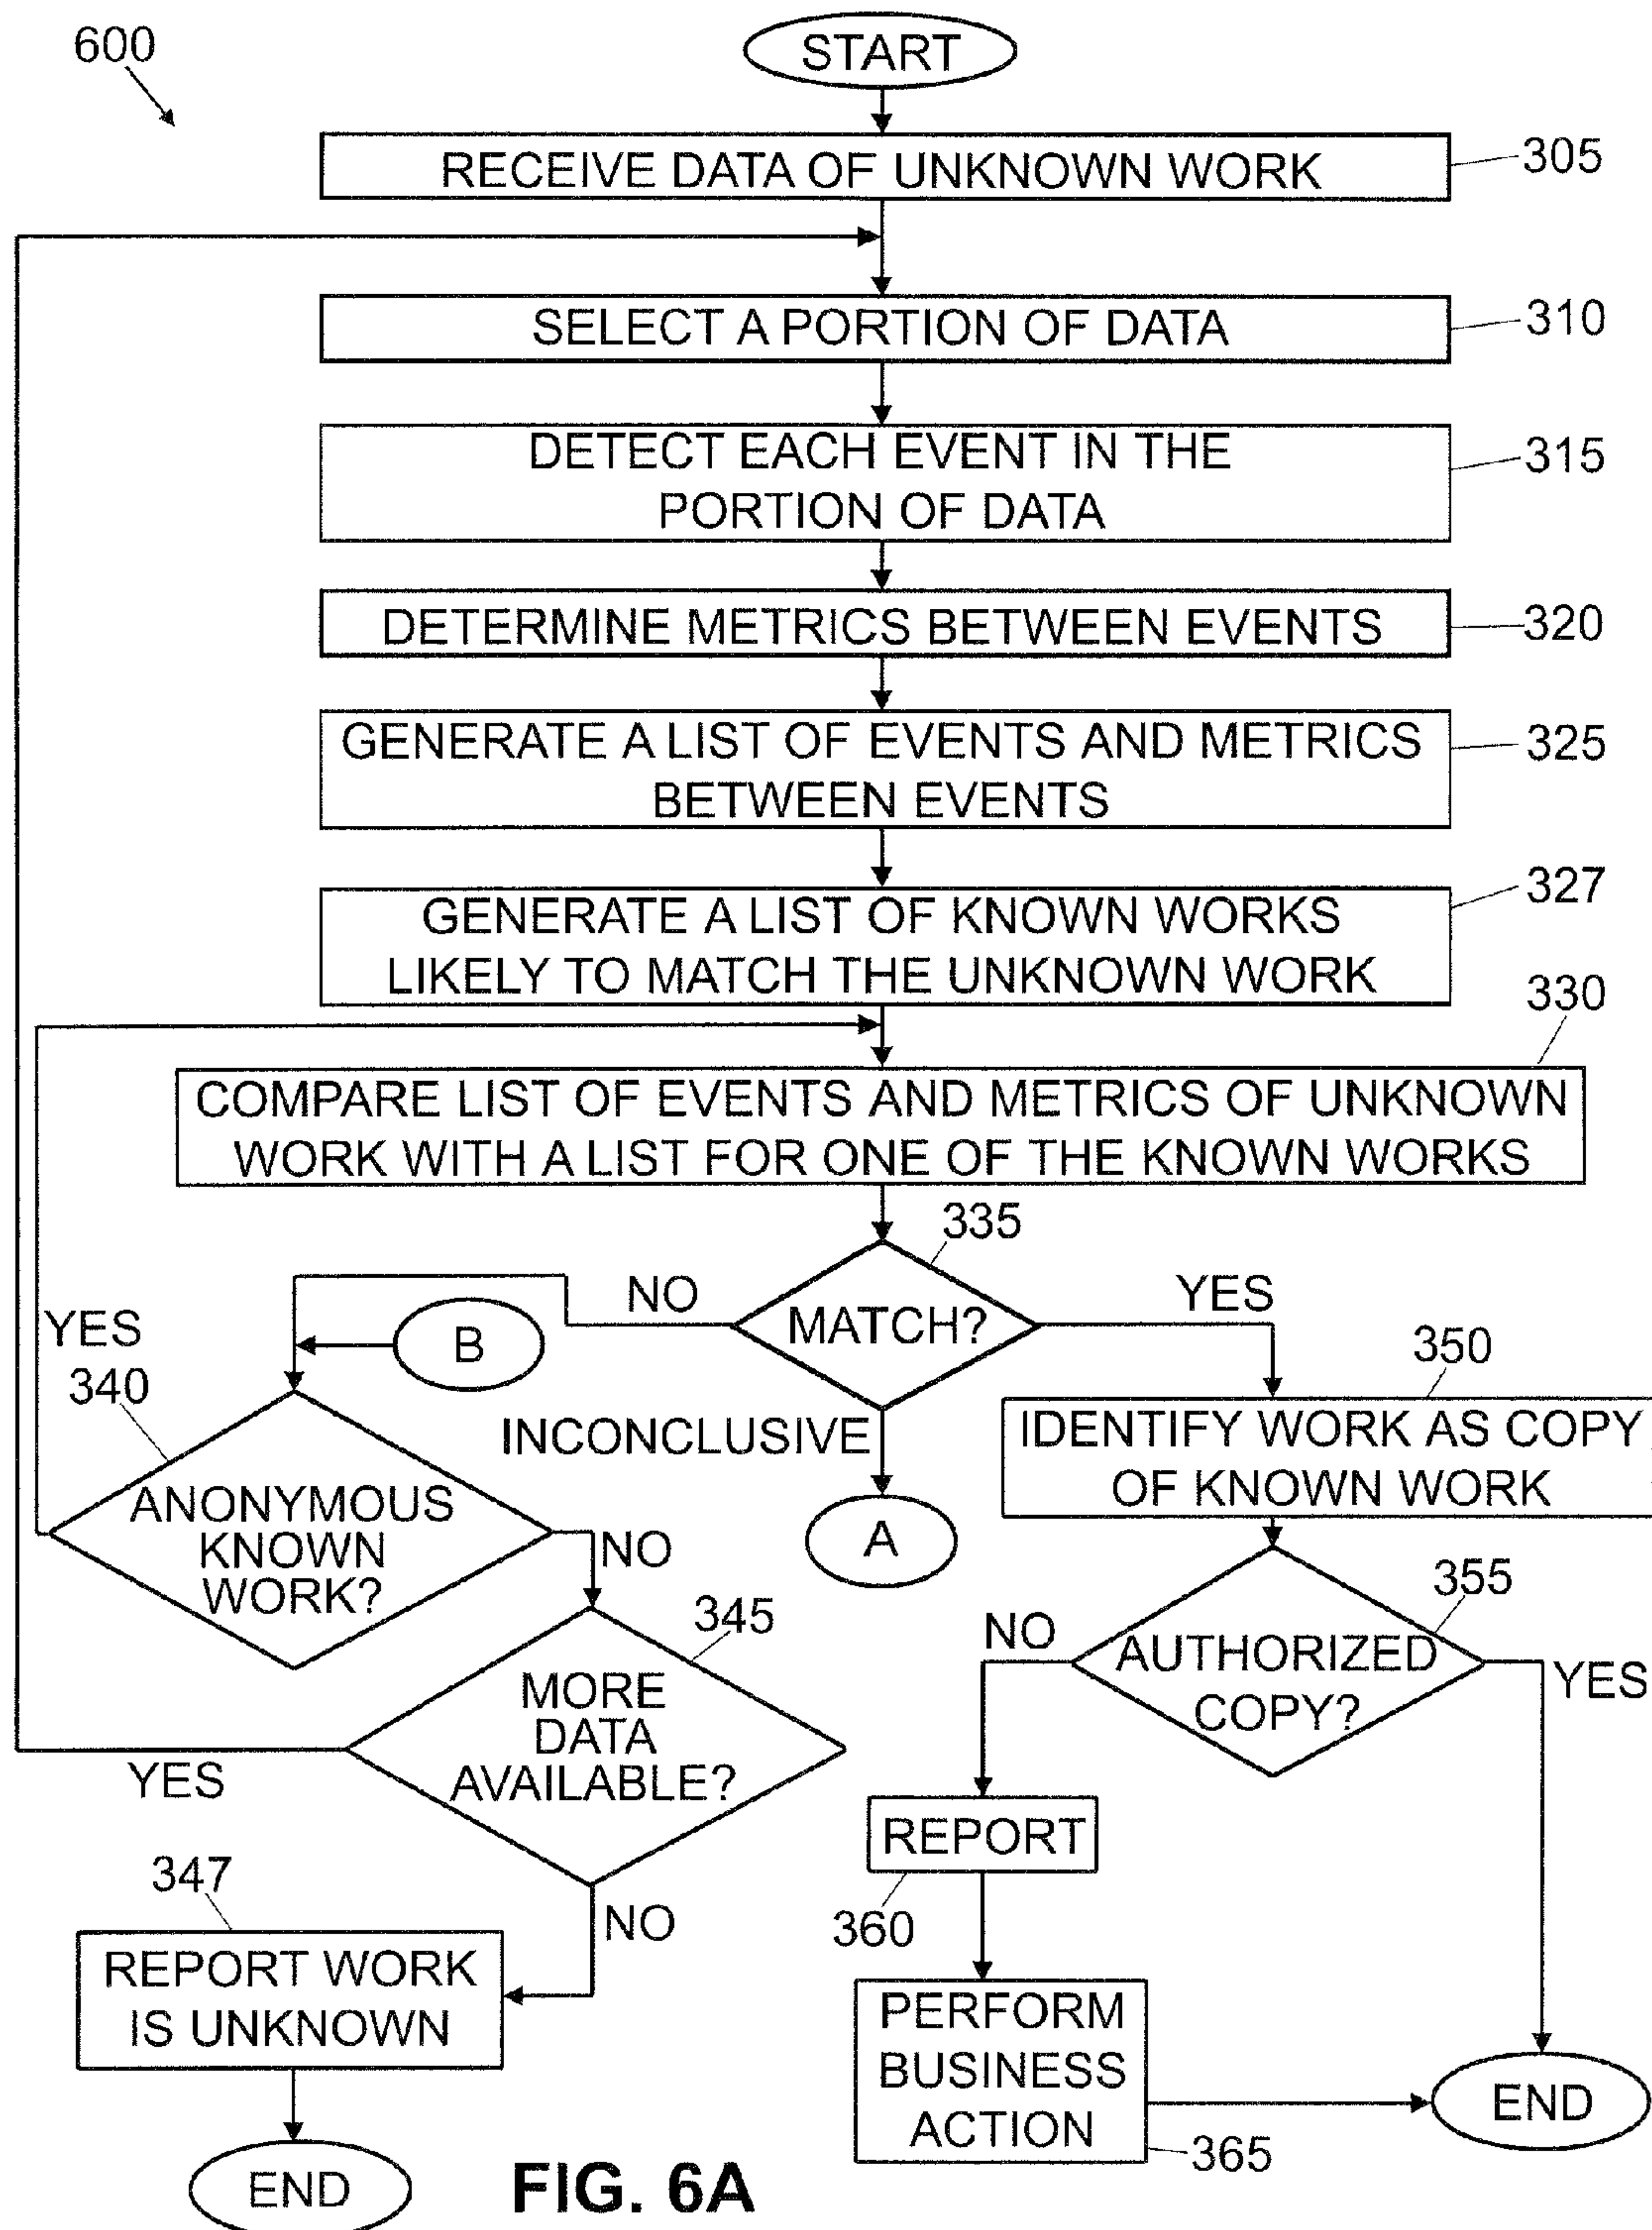 600
START
RECEIVE DATA OF UNKNOWN WORK
305
SELECT A PORTION OF DATA
310
DETECT EACH EVENT IN THE
PORTION OF DATA
315
DETERMINE METRICS BETWEEN EVENTS
320
GENERATE A LIST OF EVENTS AND METRICS
BETWEEN EVENTS
325
GENERATE A LIST OF KNOWN WORKS
LIKELY TO MATCH THE UNKNOWN WORK
327
330
COMPARE LIST OF EVENTS AND METRICS OF UNKNOWN
WORK WITH A LIST FOR ONE OF THE KNOWN WORKS
335
MATCH?
NO
YES
INCONCLUSIVE
A
B
YES
340
ANONYMOUS
KNOWN
WORK?
NO
345
MORE
DATA
AVAILABLE?
YES
NO
347
REPORT WORK
IS UNKNOWN
END
350
IDENTIFY WORK AS COPY
OF KNOWN WORK
355
AUTHORIZED
COPY?
NO
YES
REPORT
360
PERFORM
BUSINESS
ACTION
365
END
FIG. 6A